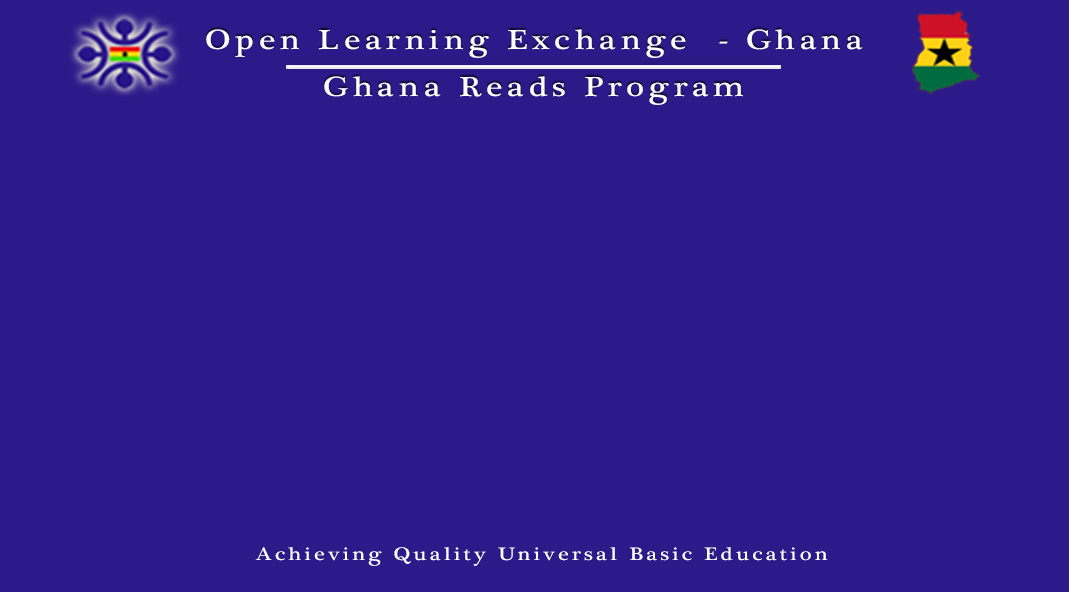 Open Learning Exchange - Ghana
Ghana Reads Program
Achieving Quality Universal Basic Education